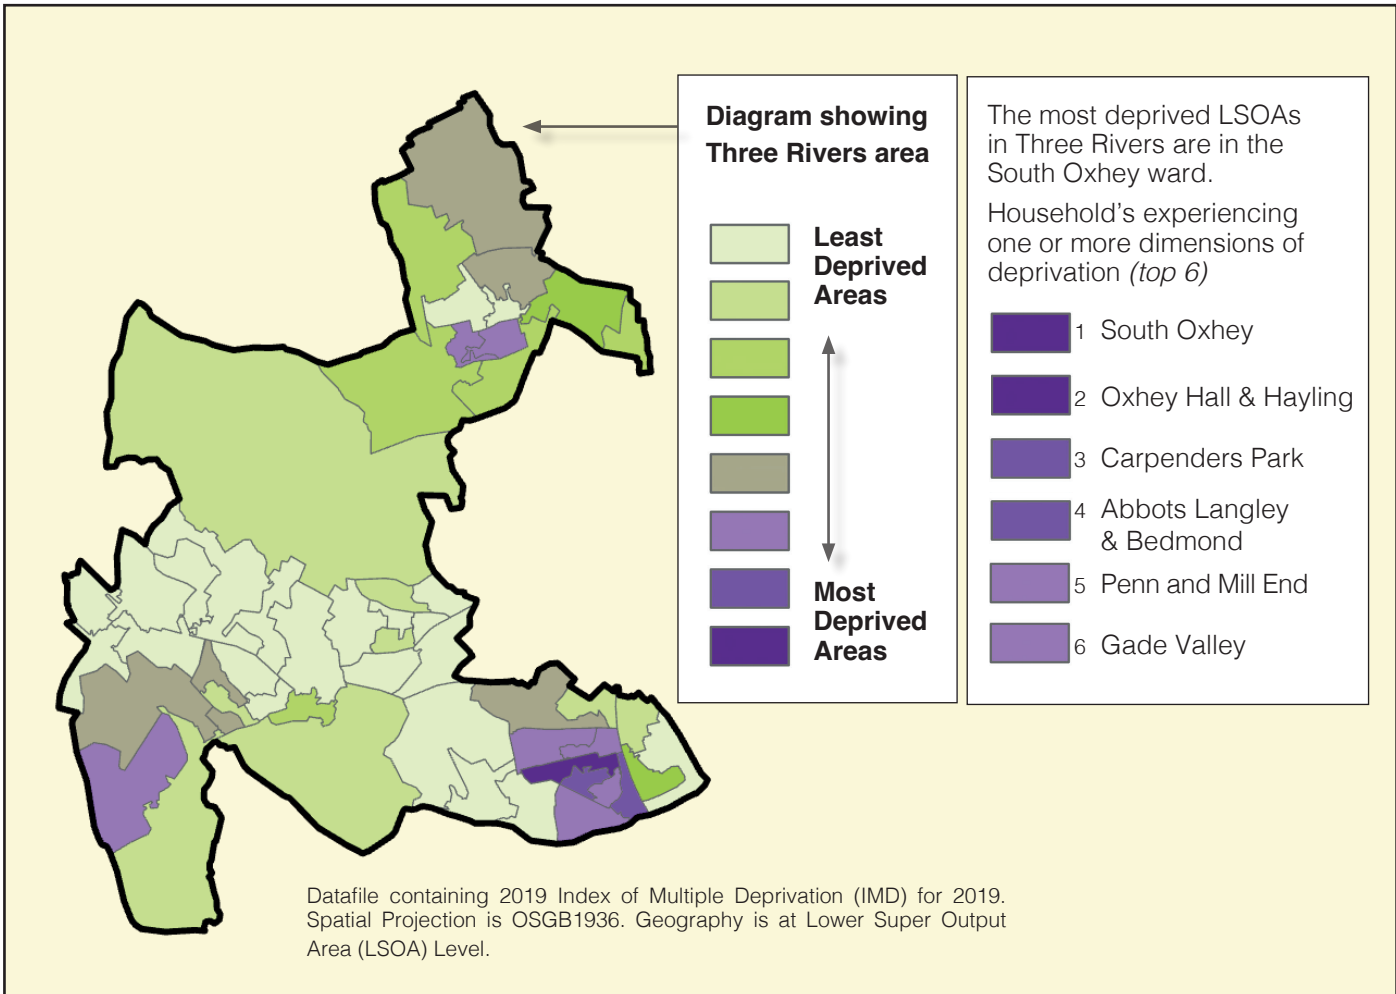 Diagram showing
Three Rivers area
Least
Deprived
Areas
Most
Deprived
Areas
The most deprived LSOAs
in Three Rivers are in the
South Oxhey ward.
Household’s experiencing
one or more dimensions of
deprivation (top 6)
1 South Oxhey
2 Oxhey Hall & Hayling
3 Carpenders Park
4 Abbots Langley
& Bedmond
5 Penn and Mill End
6 Gade Valley
Datafile containing 2019 Index of Multiple Deprivation (IMD) for 2019.
Spatial Projection is OSGB1936. Geography is at Lower Super Output
Area (LSOA) Level.